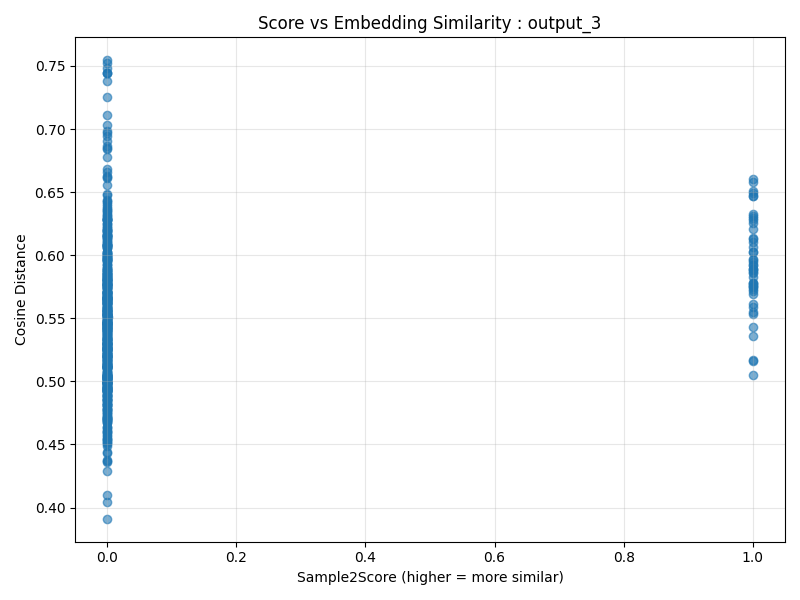 Score vs Embedding Similarity : output_3
0.75
0.70
0.65
0.60
0.55
0.50
0.45
0.40
Cosine Distance
0.0 0.2 0.4 0.6 0.8 1.0
Sample2Score (higher = more similar)